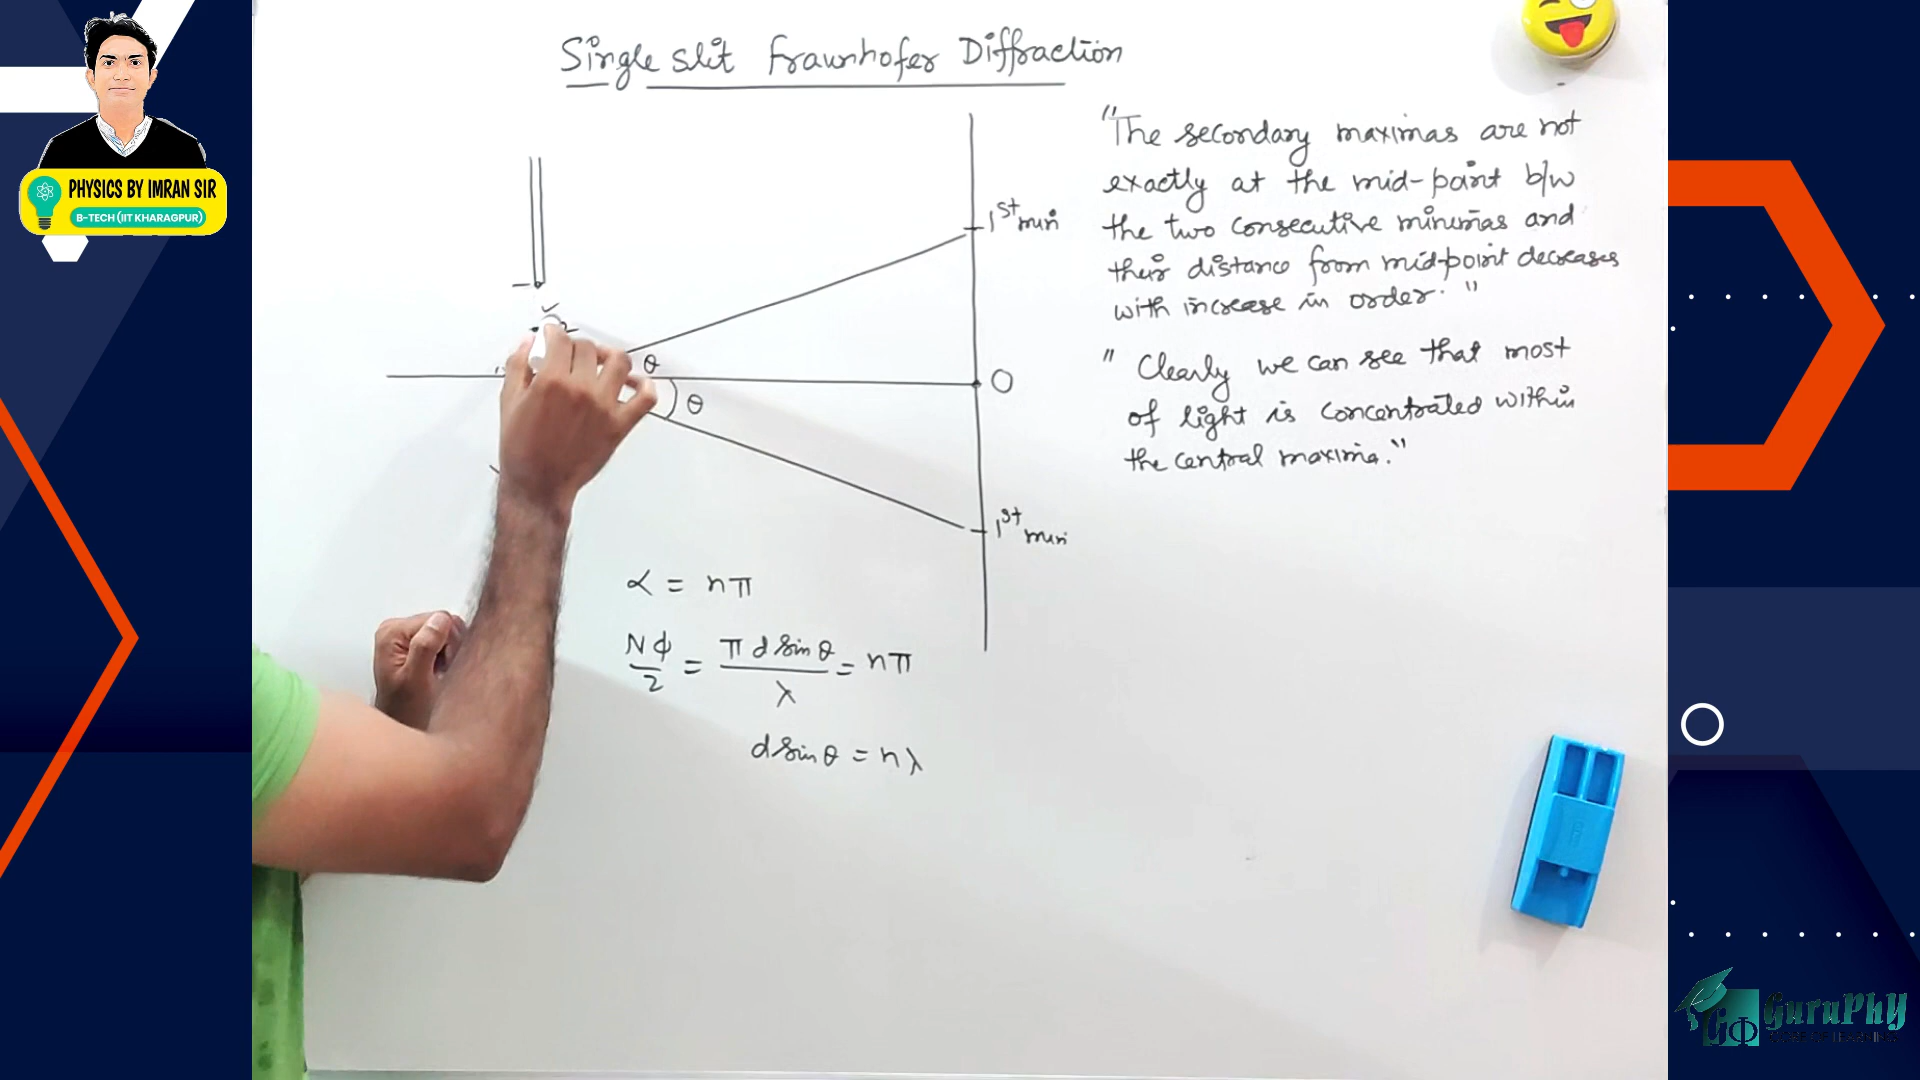 PHYSICS BY IMRAN SIR
B-TECH (IIT KHARAGPUR)
Single slit Fraunhofer Diffraction
"The secondary maximas are not
exactly at the mid-point b/w
the two consecutive minimas and
their distance from midpoint decreases
with increase in order."
" Clearly we can see that most
of light is concentrated within
the central maxima."
1st min
θ
O
θ
1st min
α = nπ
Nφ/2 = π d sin θ/λ = nπ
d sin θ = nλ
GuruPhy